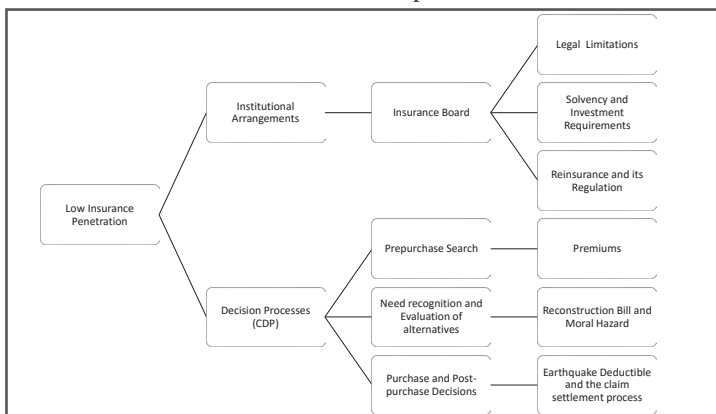 Legal Limitations
Institutional
Arrangements
Insurance Board
Solvency and
Investment
Requirements
Reinsurance and its
Regulation
Low Insurance
Penetration
Prepurchase Search
Premiums
Decision Processes
(CDP)
Need recognition and
Evaluation of
alternatives
Reconstruction Bill and
Moral Hazard
Purchase and Post-
purchase Decisions
Earthquake Deductible
and the claim
settlement process